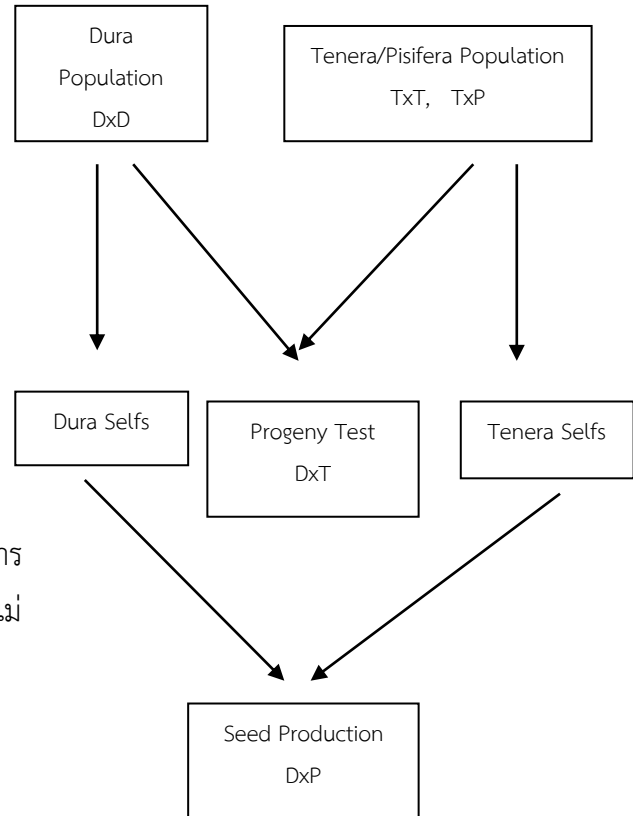 Dura
Population
DxD
Tenera/Pisifera Population
TxT, TxP
Dura Selfs
Progeny Test
DxT
Tenera Selfs
Seed Production
DxP